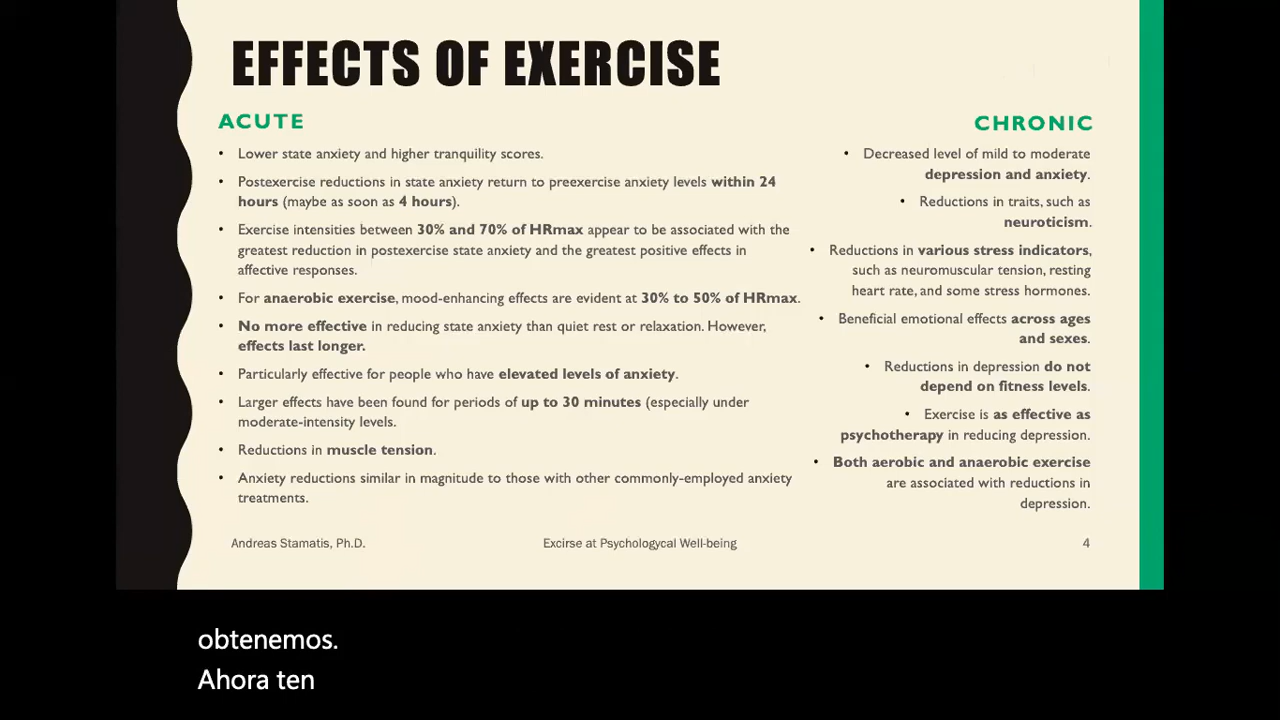 EFFECTS OF EXERCISE
ACUTE
• Lower state anxiety and higher tranquility scores.
• Postexercise reductions in state anxiety return to preexercise anxiety levels within 24
hours (maybe as soon as 4 hours).
• Exercise intensities between 30% and 70% of HRmax appear to be associated with the
greatest reduction in postexercise state anxiety and the greatest positive effects in
affective responses.
• For anaerobic exercise, mood-enhancing effects are evident at 30% to 50% of HRmax.
• No more effective in reducing state anxiety than quiet rest or relaxation. However,
effects last longer.
• Particularly effective for people who have elevated levels of anxiety.
• Larger effects have been found for periods of up to 30 minutes (especially under
moderate-intensity levels.
• Reductions in muscle tension.
• Anxiety reductions similar in magnitude to those with other commonly-employed anxiety
treatments.
CHRONIC
• Decreased level of mild to moderate
depression and anxiety.
• Reductions in traits, such as
neuroticism.
• Reductions in various stress indicators,
such as neuromuscular tension, resting
heart rate, and some stress hormones.
• Beneficial emotional effects across ages
and sexes.
• Reductions in depression do not
depend on fitness levels.
• Exercise is as effective as
psychotherapy in reducing depression.
• Both aerobic and anaerobic exercise
are associated with reductions in
depression.
Andreas Stamatis, Ph.D.
Excirse at Psychologycal Well-being
4
obtenemos.
Ahora ten